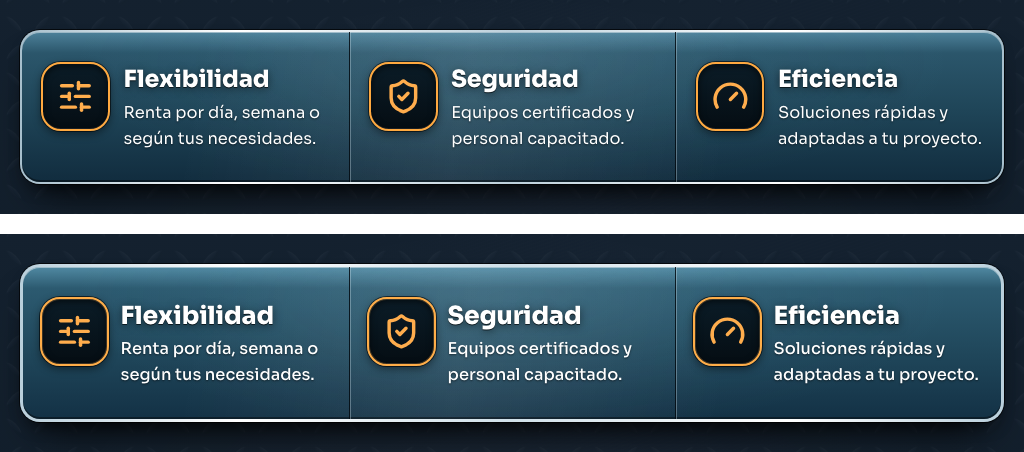 Flexibilidad
Renta por día, semana o
según tus necesidades.
Seguridad
Equipos certificados y
personal capacitado.
Eficiencia
Soluciones rápidas y
adaptadas a tu proyecto.
Flexibilidad
Renta por día, semana o
según tus necesidades.
Seguridad
Equipos certificados y
personal capacitado.
Eficiencia
Soluciones rápidas y
adaptadas a tu proyecto.